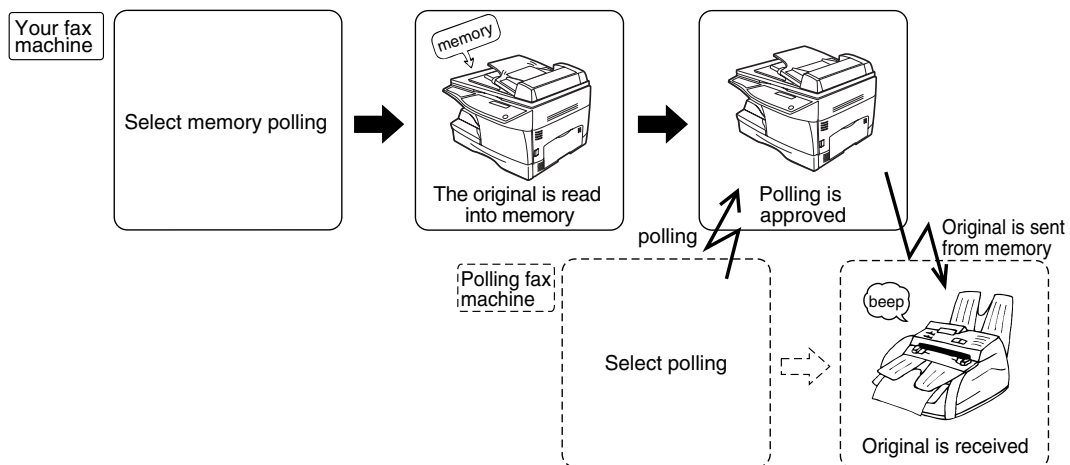 Your fax
machine
Select memory polling
memory
The original is read
into memory
Polling is
approved
polling
Original is sent
from memory
Polling fax
machine
Select polling
beep
Original is received